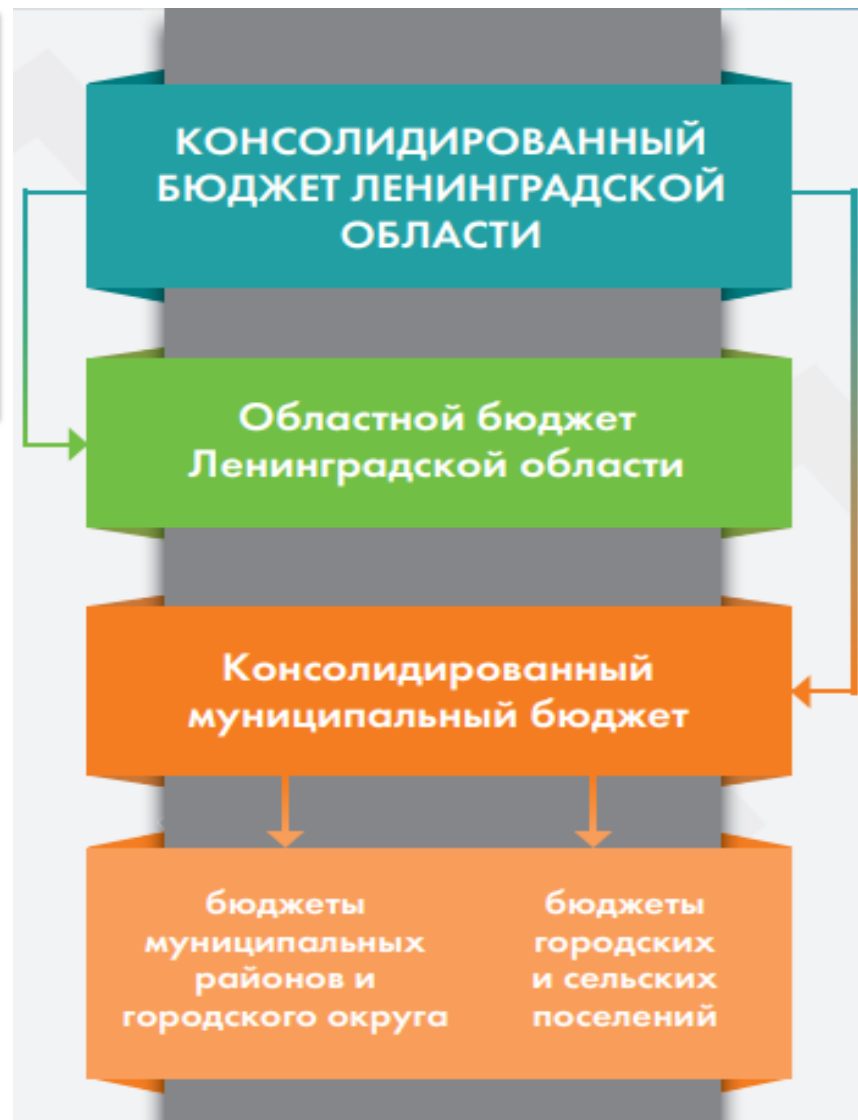 КОНСОЛИДИРОВАННЫЙ
БЮДЖЕТ ЛЕНИНГРАДСКОЙ
ОБЛАСТИ
Областной бюджет
Ленинградской области
Консолидированный
муниципальный бюджет
бюджеты
муниципальных
районов и
городского округа
бюджеты
городских
и сельских
поселений